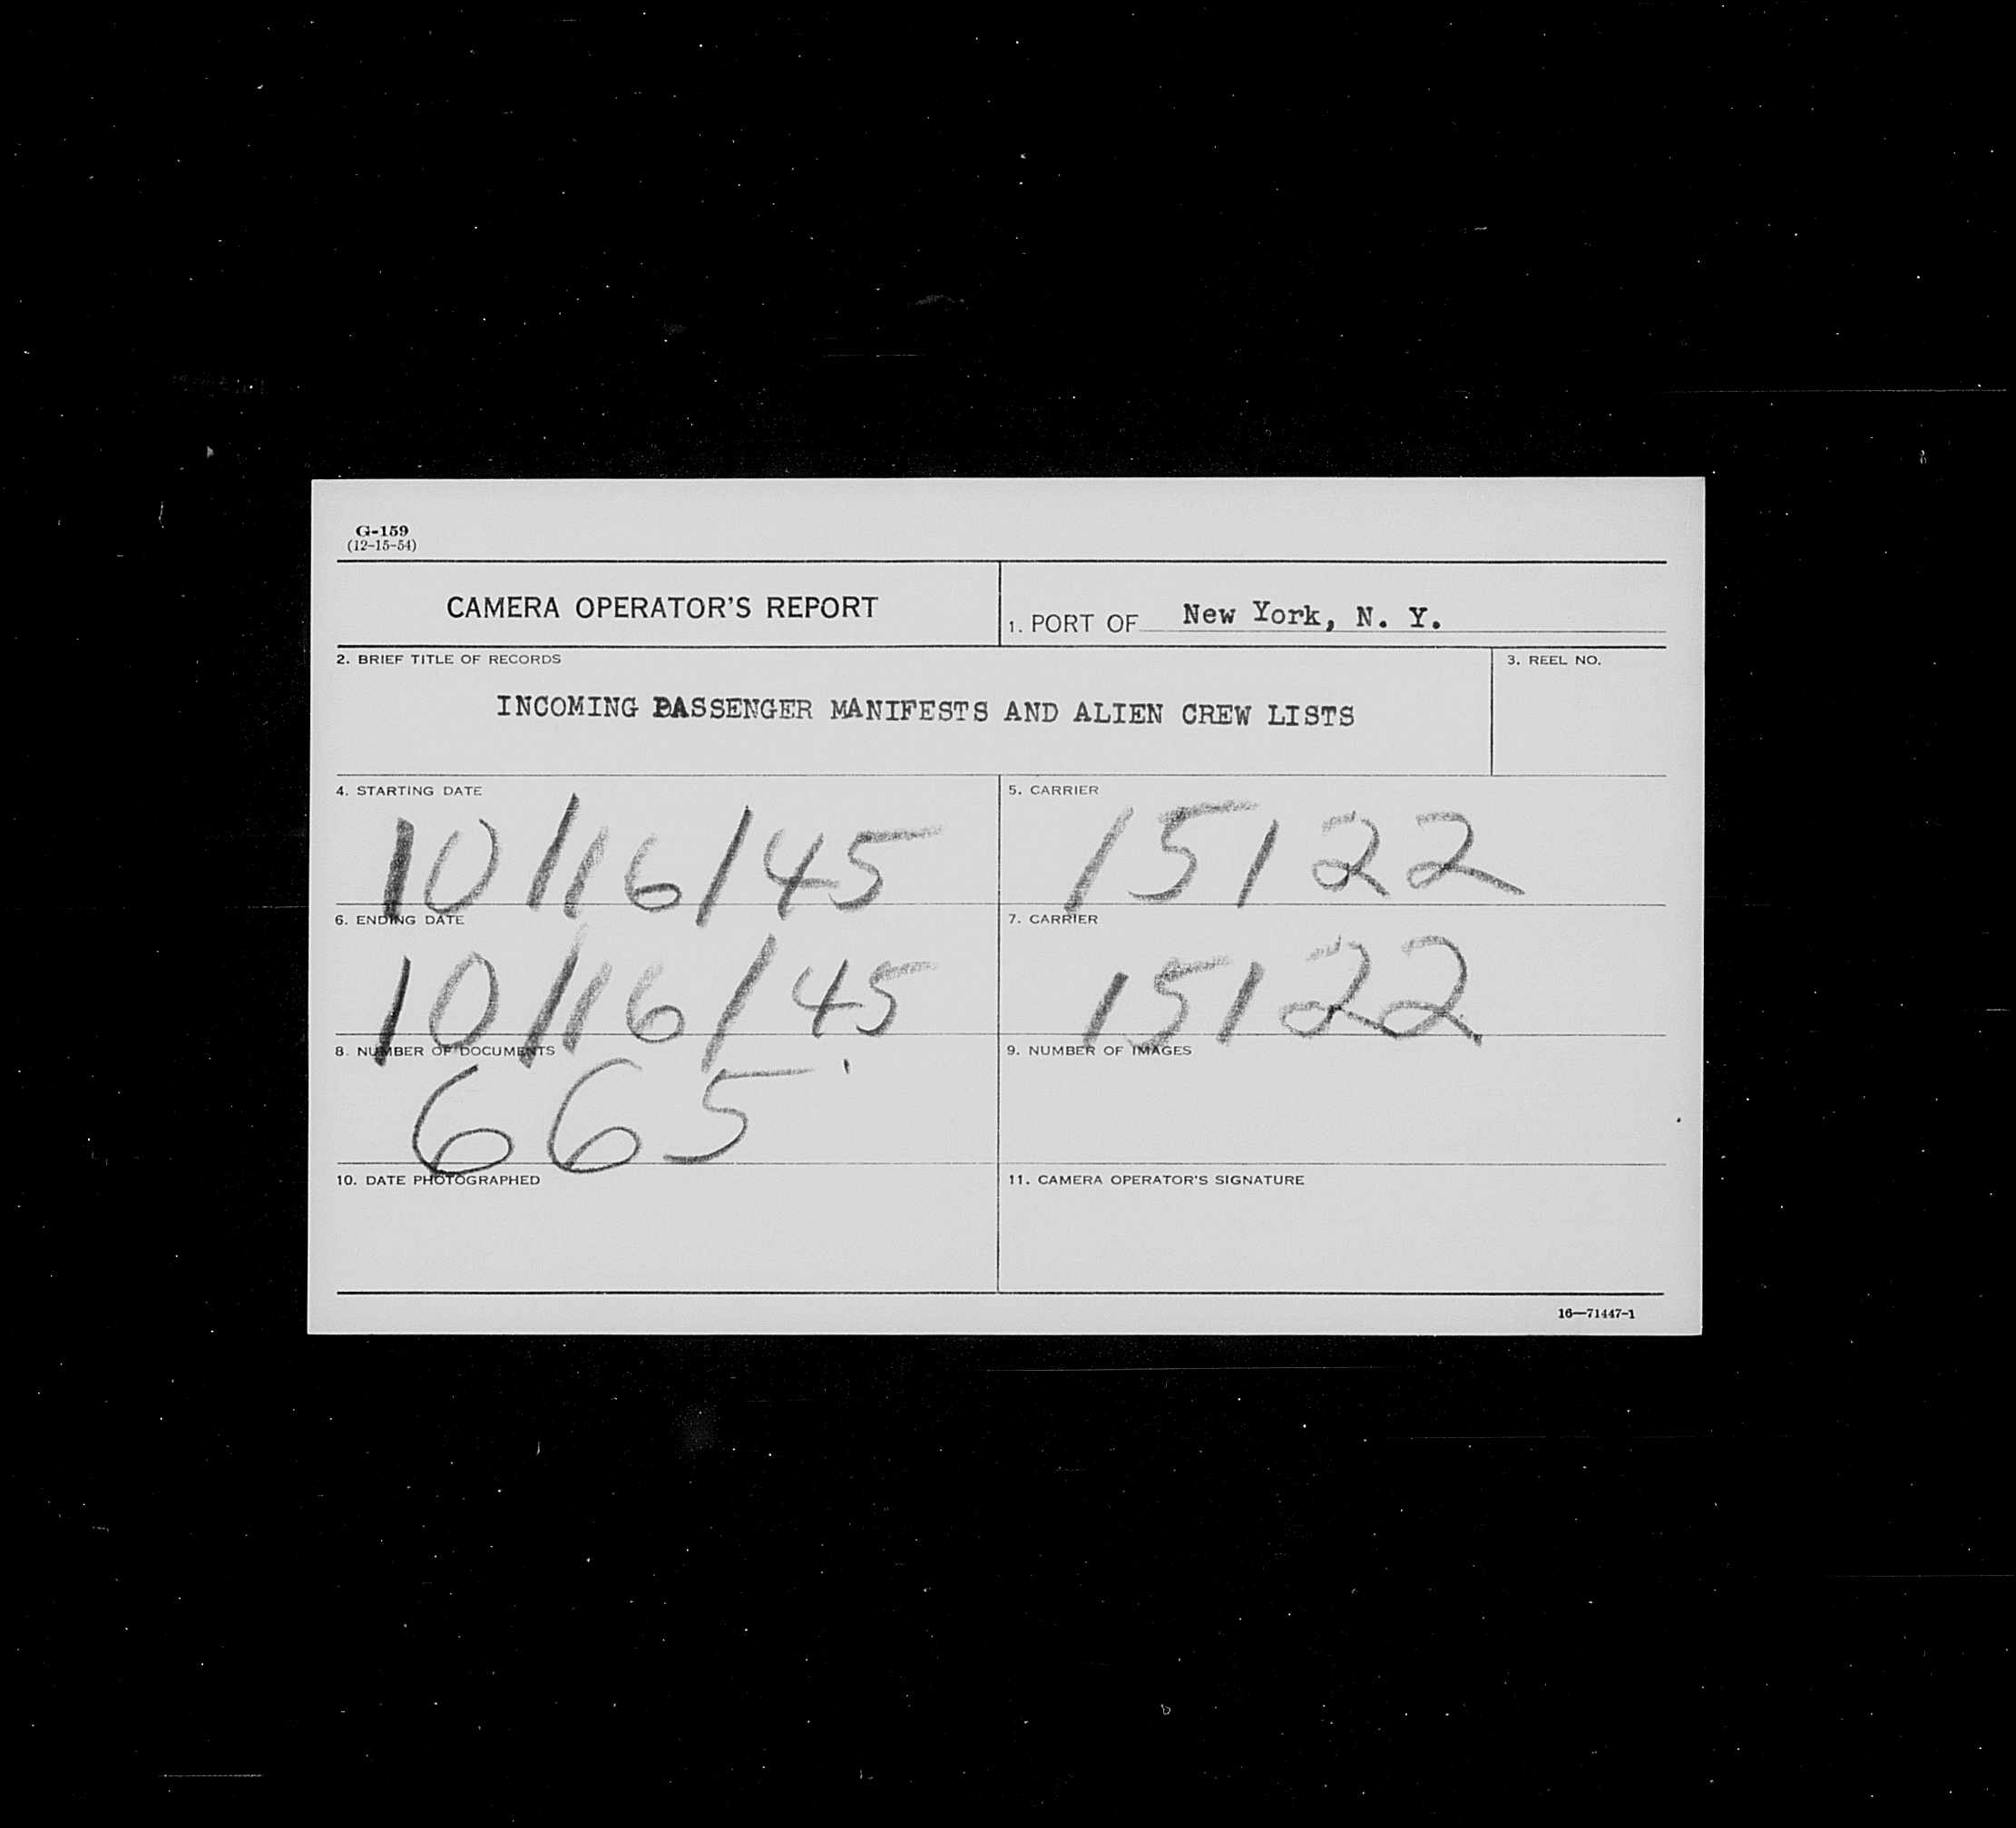 G-159
(12-15-54)
CAMERA OPERATOR'S REPORT
1. PORT OF New York, N. Y.
2. BRIEF TITLE OF RECORDS
3. REEL NO.
INCOMING PASSENGER MANIFESTS AND ALIEN CREW LISTS
4. STARTING DATE
10/16/45
5. CARRIER
15122
6. ENDING DATE
10/16/45
7. CARRIER
15122
8. NUMBER OF DOCUMENTS
665
9. NUMBER OF IMAGES
10. DATE PHOTOGRAPHED
11. CAMERA OPERATOR'S SIGNATURE
16—71447-1